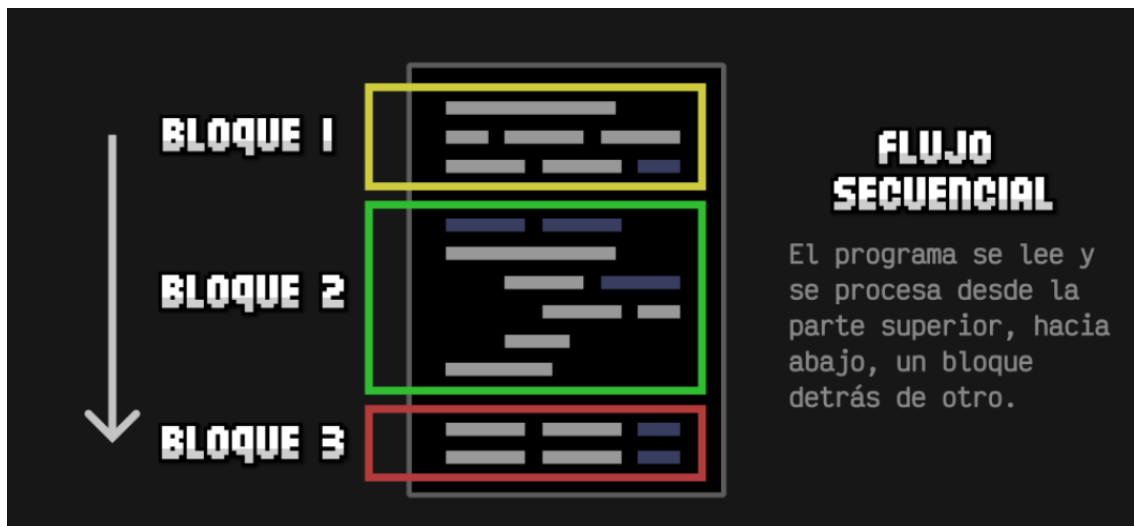 BLOQUE 1
BLOQUE 2
BLOQUE 3
FLUJO
SECUENCIAL
El programa se lee y
se procesa desde la
parte superior, hacia
abajo, un bloque
detrás de otro.